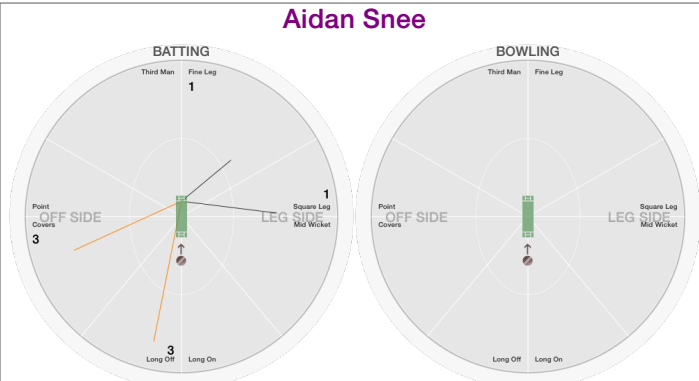 Aidan Snee
BATTING
Third Man Fine Leg
1
1
Point
Square Leg
OFF SIDE
LEG SIDE
Covers
Mid Wicket
3
3
Long Off Long On
BOWLING
Third Man Fine Leg
Point
Square Leg
OFF SIDE
LEG SIDE
Covers
Mid Wicket
Long Off Long On